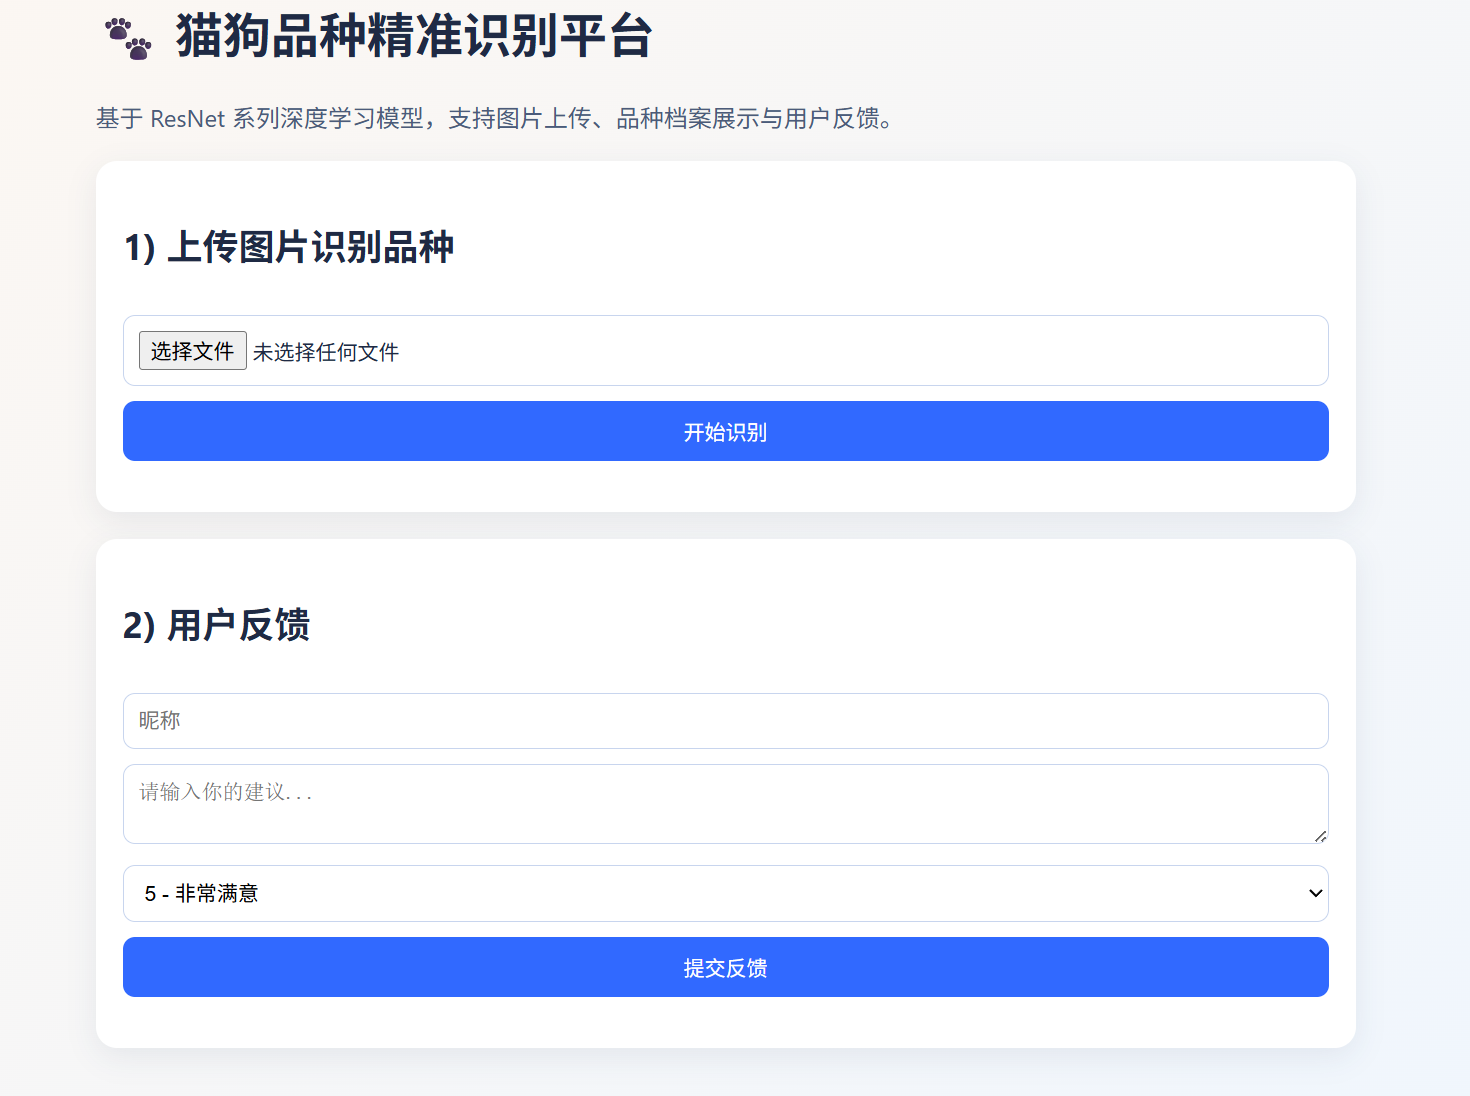 猫狗品种精准识别平台
基于 ResNet 系列深度学习模型，支持图片上传、品种档案展示与用户反馈。
1) 上传图片识别品种
选择文件 未选择任何文件
开始识别
2) 用户反馈
昵称
请输入你的建议...
5 - 非常满意
提交反馈